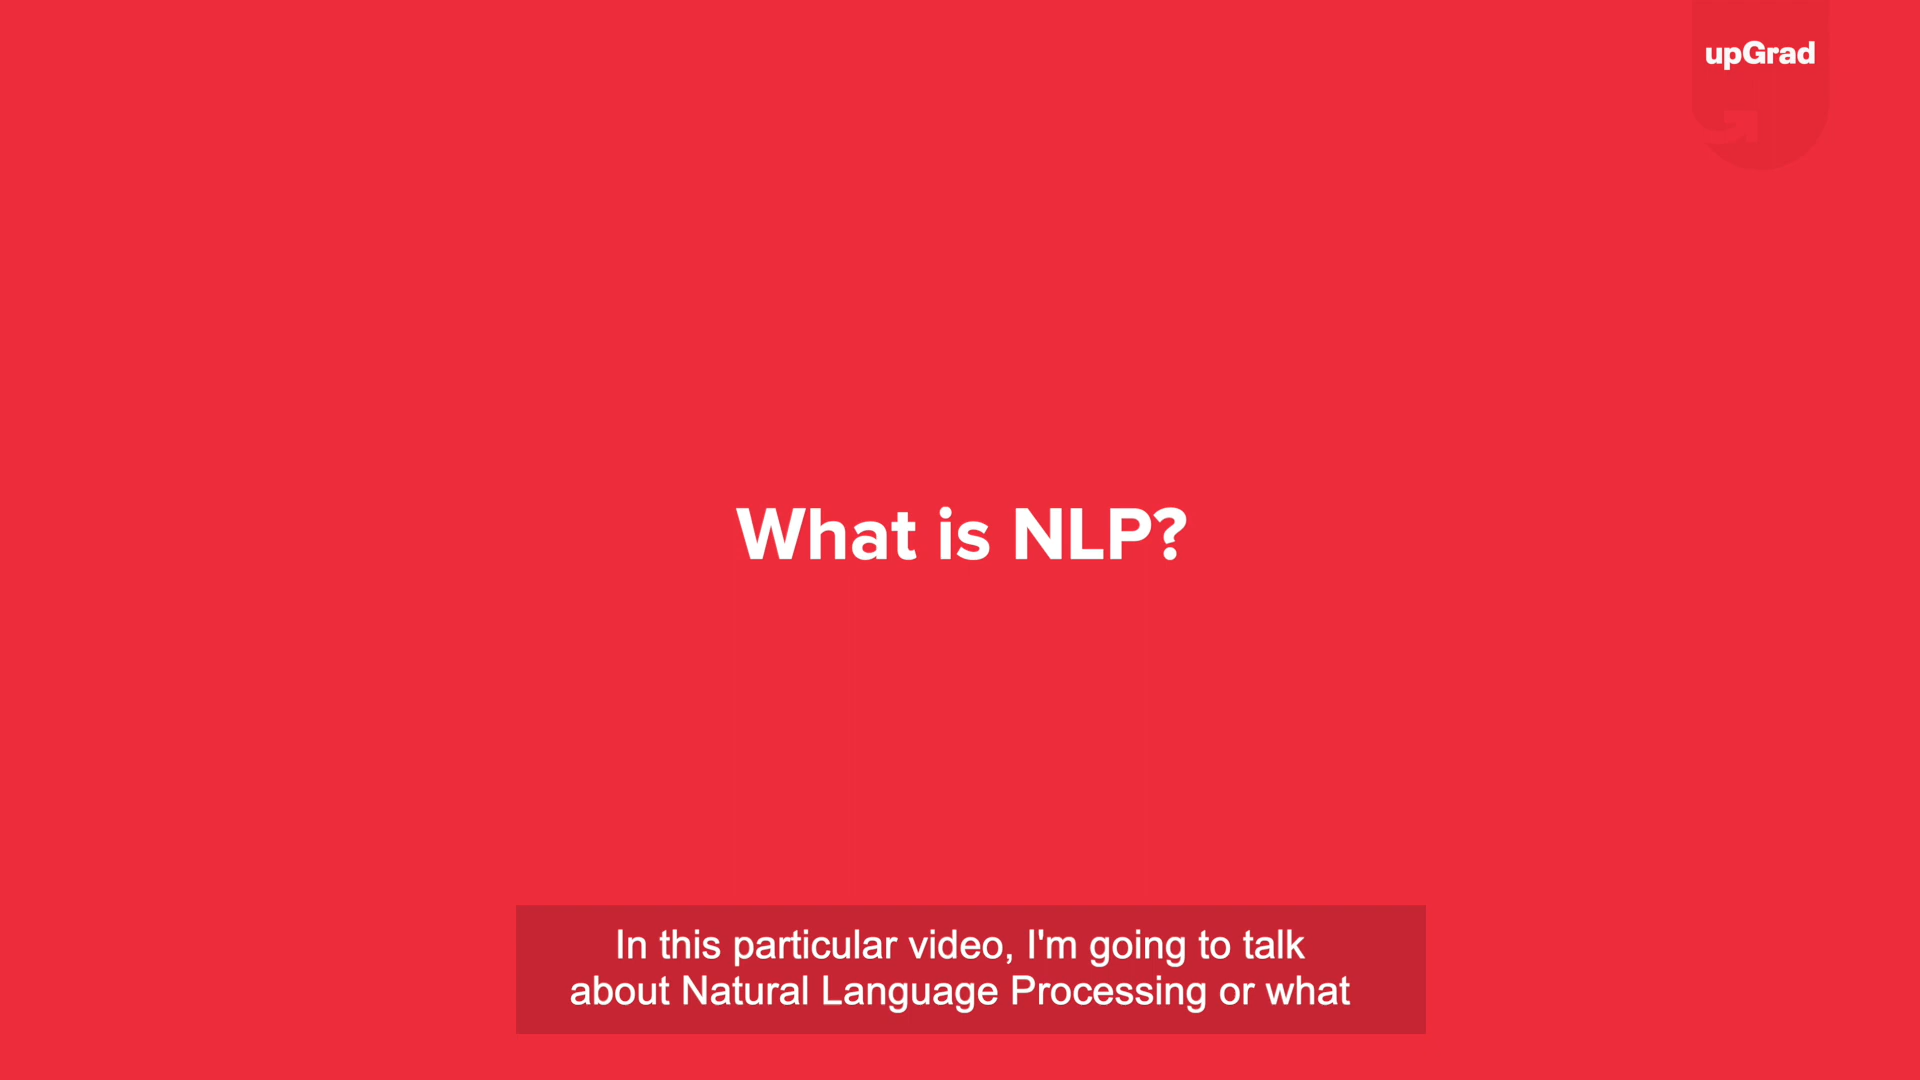 upGrad
What is NLP?
In this particular video, I'm going to talk
about Natural Language Processing or what